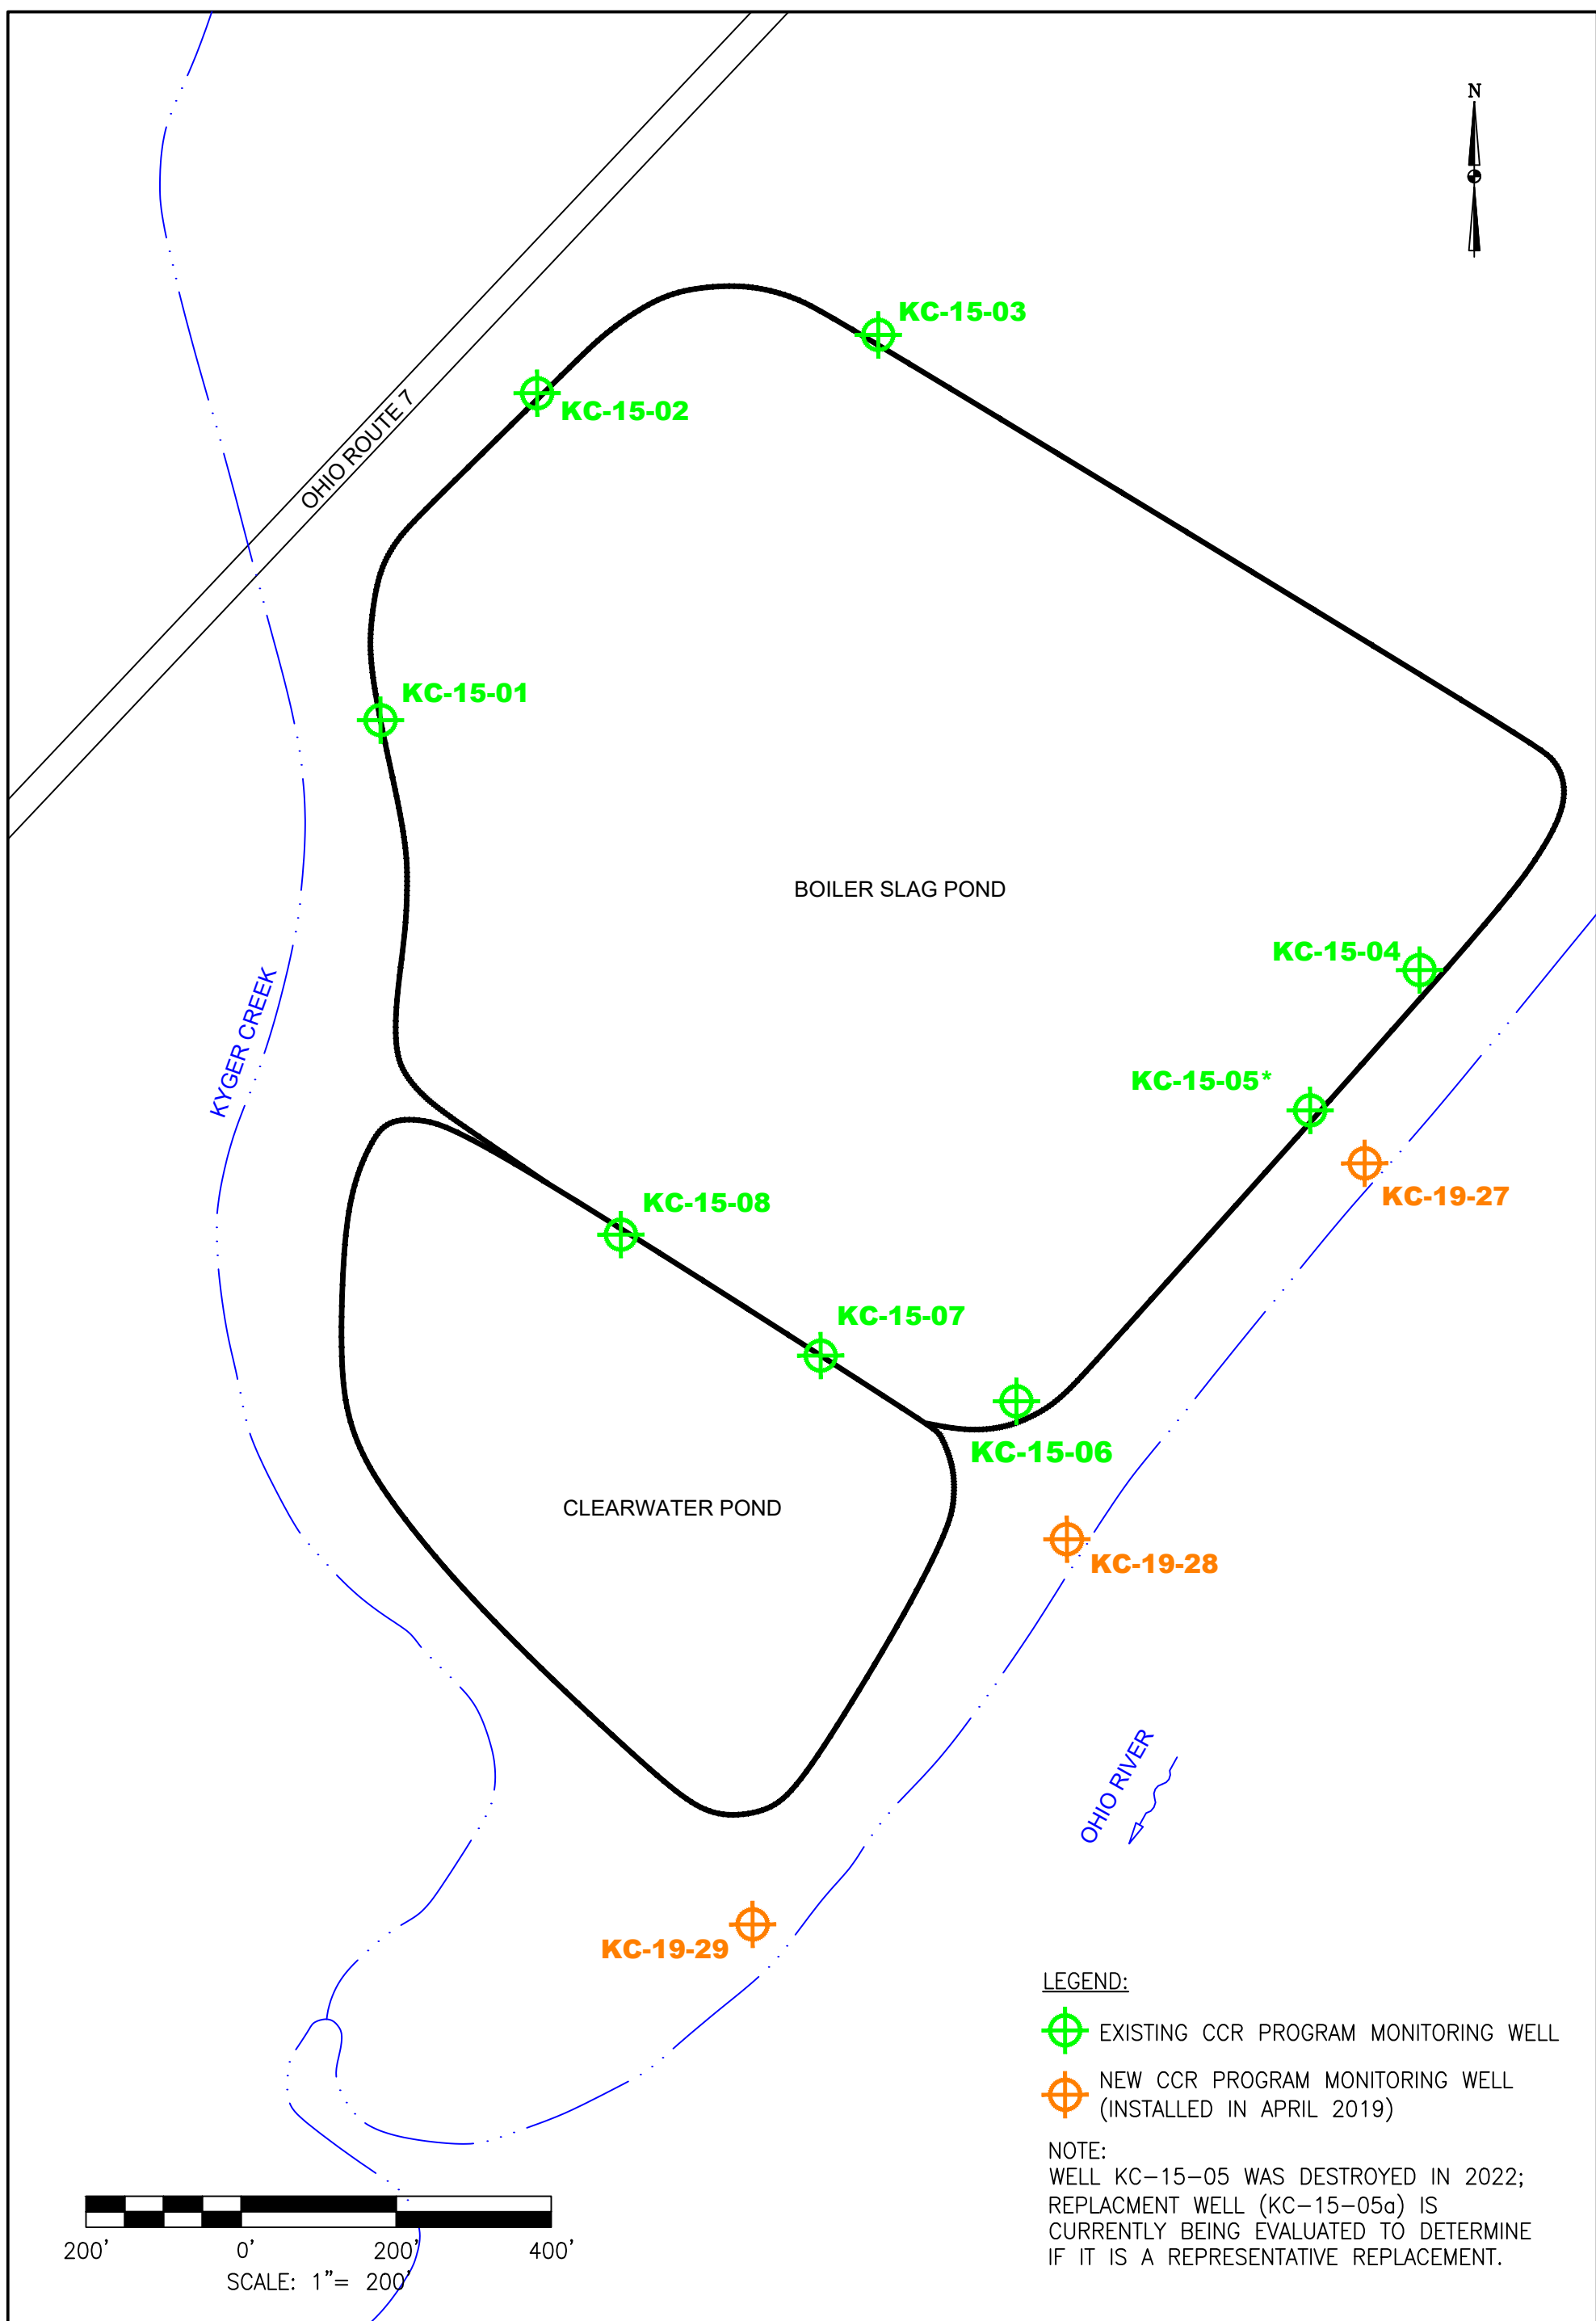 N
KC-15-03
KC-15-02
OHIO ROUTE 7
KC-15-01
BOILER SLAG POND
KC-15-04
KYGER CREEK
KC-15-05*
KC-19-27
KC-15-08
KC-15-07
KC-15-06
CLEARWATER POND
KC-19-28
OHIO RIVER
KC-19-29
LEGEND:
EXISTING CCR PROGRAM MONITORING WELL
NEW CCR PROGRAM MONITORING WELL
(INSTALLED IN APRIL 2019)
NOTE:
WELL KC-15-05 WAS DESTROYED IN 2022;
REPLACMENT WELL (KC-15-05a) IS
CURRENTLY BEING EVALUATED TO DETERMINE
IF IT IS A REPRESENTATIVE REPLACEMENT.
200' 0' 200' 400'
SCALE: 1"= 200'